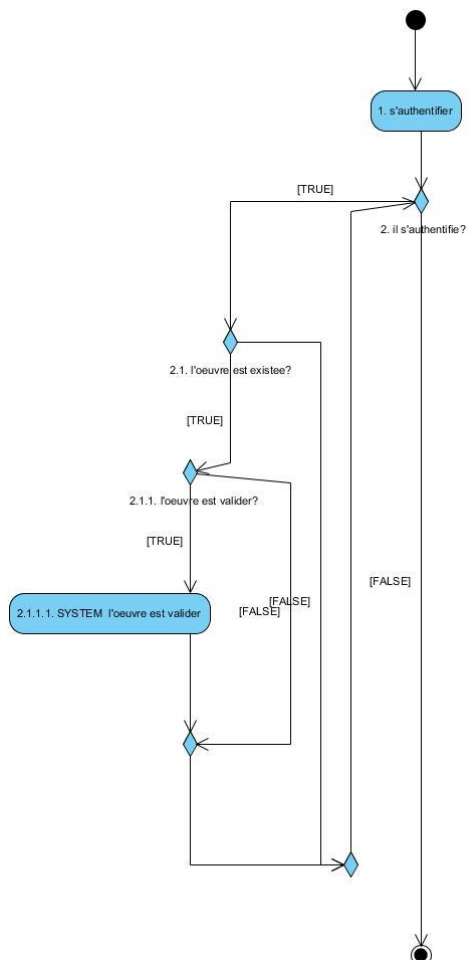 1. s'authentifier
[TRUE]
2. il s'authentifie?
2.1. l'oeuvre est existee?
[TRUE]
2.1.1. l'oeuvre est valider?
[TRUE]
[FALSE]
[FALSE]
[FALSE]
2.1.1.1. SYSTEM l'oeuvre est valider